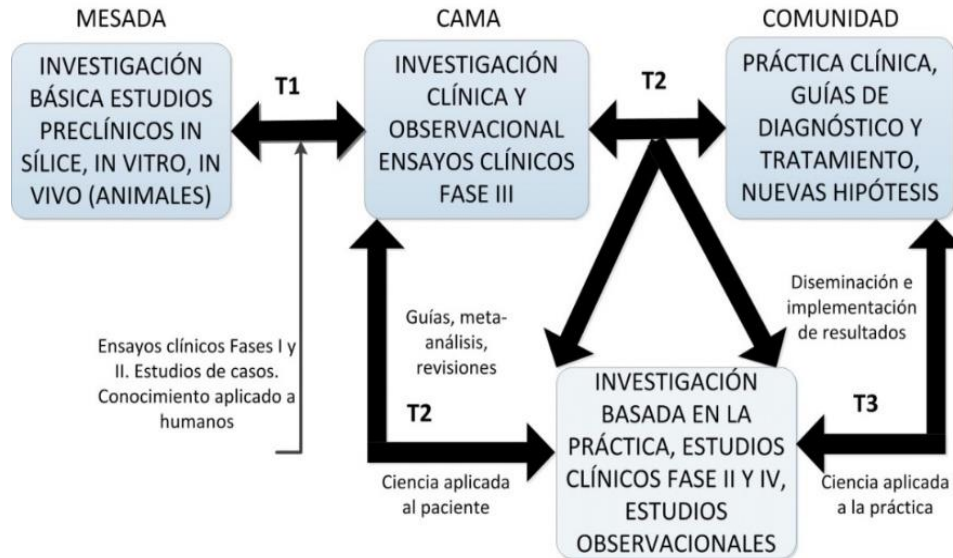 MESADA
INVESTIGACIÓN
BÁSICA ESTUDIOS
PRECLÍNICOS IN
SÍLICE, IN VITRO, IN
VIVO (ANIMALES)
T1
CAMA
INVESTIGACIÓN
CLÍNICA Y
OBSERVACIONAL
ENSAYOS CLÍNICOS
FASE III
T2
COMUNIDAD
PRÁCTICA CLÍNICA,
GUÍAS DE
DIAGNÓSTICO Y
TRATAMIENTO,
NUEVAS HIPÓTESIS
Ensayos clínicos Fases I y
II. Estudios de casos.
Conocimiento aplicado a
humanos
Guías, meta-
análisis,
revisiones
T2
Ciencia aplicada
al paciente
INVESTIGACIÓN
BASADA EN LA
PRÁCTICA, ESTUDIOS
CLÍNICOS FASE II Y IV,
ESTUDIOS
OBSERVACIONALES
Diseminación e
implementación
de resultados
T3
Ciencia aplicada
a la práctica